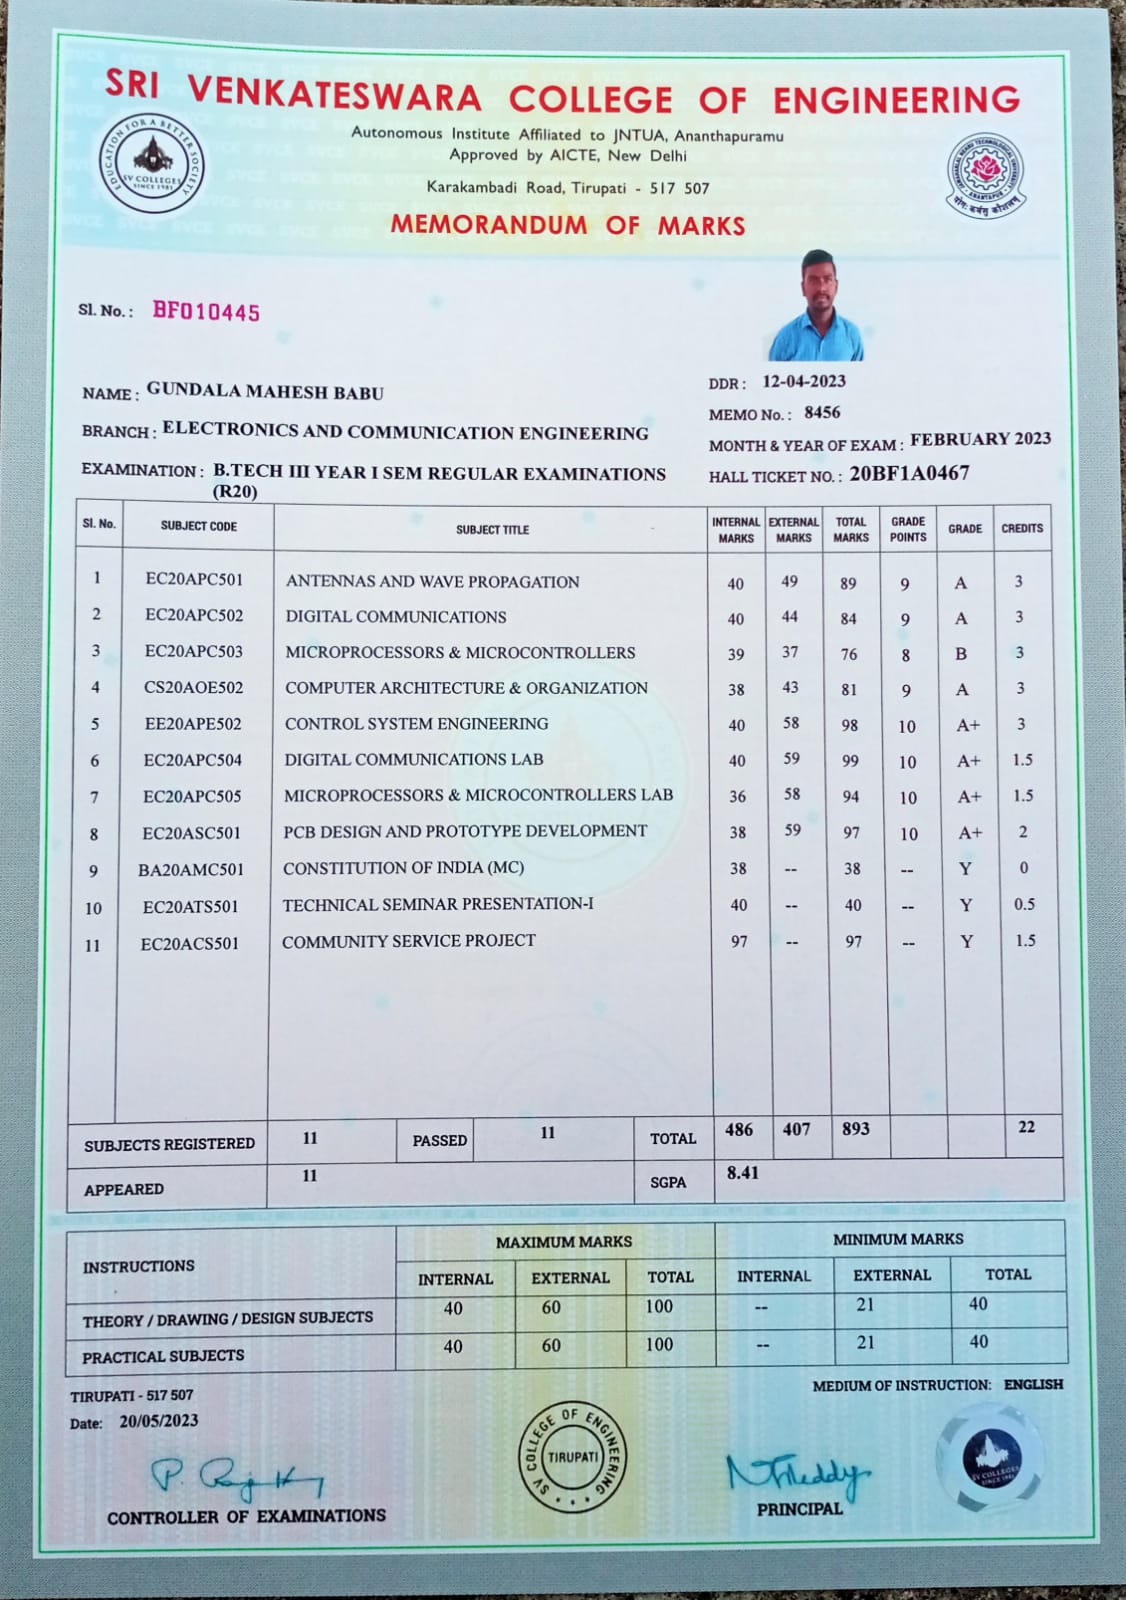 SRI VENKATESWARA COLLEGE OF ENGINEERING
Autonomous Institute Affiliated to JNTUA, Ananthapuramu
Approved by AICTE, New Delhi
Karakambadi Road, Tirupati - 517 507
EDUCATION FOR A BETTER SOCIETY
SV COLLEGES
SINCE 1981
MEMORANDUM OF MARKS
Sl. No. : BF010445
NAME : GUNDALA MAHESH BABU
BRANCH : ELECTRONICS AND COMMUNICATION ENGINEERING
EXAMINATION : B.TECH III YEAR I SEM REGULAR EXAMINATIONS
(R20)
DDR : 12-04-2023
MEMO No. : 8456
MONTH & YEAR OF EXAM : FEBRUARY 2023
HALL TICKET NO. : 20BF1A0467
Sl. No. SUBJECT CODE SUBJECT TITLE INTERNAL MARKS EXTERNAL MARKS TOTAL MARKS GRADE POINTS GRADE CREDITS
1 EC20APC501 ANTENNAS AND WAVE PROPAGATION 40 49 89 9 A 3
2 EC20APC502 DIGITAL COMMUNICATIONS 40 44 84 9 A 3
3 EC20APC503 MICROPROCESSORS & MICROCONTROLLERS 39 37 76 8 B 3
4 CS20AOE502 COMPUTER ARCHITECTURE & ORGANIZATION 38 43 81 9 A 3
5 EE20APE502 CONTROL SYSTEM ENGINEERING 40 58 98 10 A+ 3
6 EC20APC504 DIGITAL COMMUNICATIONS LAB 40 59 99 10 A+ 1.5
7 EC20APC505 MICROPROCESSORS & MICROCONTROLLERS LAB 36 58 94 10 A+ 1.5
8 EC20ASC501 PCB DESIGN AND PROTOTYPE DEVELOPMENT 38 59 97 10 A+ 2
9 BA20AMC501 CONSTITUTION OF INDIA (MC) 38 -- 38 -- Y 0
10 EC20ATS501 TECHNICAL SEMINAR PRESENTATION-I 40 -- 40 -- Y 0.5
11 EC20ACS501 COMMUNITY SERVICE PROJECT 97 -- 97 -- Y 1.5
SUBJECTS REGISTERED 11 PASSED 11 TOTAL 486 407 893 22
APPEARED 11 SGPA 8.41
INSTRUCTIONS MAXIMUM MARKS MINIMUM MARKS
INTERNAL EXTERNAL TOTAL INTERNAL EXTERNAL TOTAL
THEORY / DRAWING / DESIGN SUBJECTS 40 60 100 -- 21 40
PRACTICAL SUBJECTS 40 60 100 -- 21 40
TIRUPATI - 517 507
MEDIUM OF INSTRUCTION: ENGLISH
Date: 20/05/2023
SV COLLEGE OF ENGINEERING
TIRUPATI
SV COLLEGES
SINCE 1981
CONTROLLER OF EXAMINATIONS
PRINCIPAL